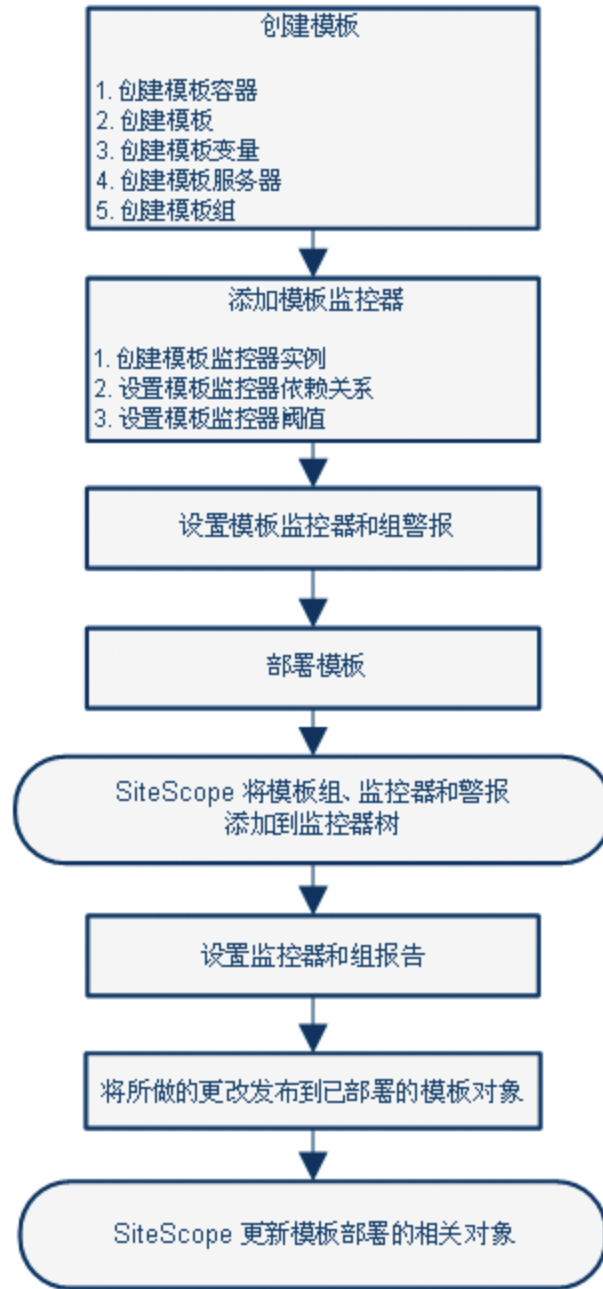 创建模板
1. 创建模板容器
2. 创建模板
3. 创建模板变量
4. 创建模板服务器
5. 创建模板组
添加模板监控器
1. 创建模板监控器实例
2. 设置模板监控器依赖关系
3. 设置模板监控器阈值
设置模板监控器和组警报
部署模板
SiteScope 将模板组、监控器和警报
添加到监控器树
设置监控器和组报告
将所做的更改发布到已部署的模板对象
SiteScope 更新模板部署的相关对象